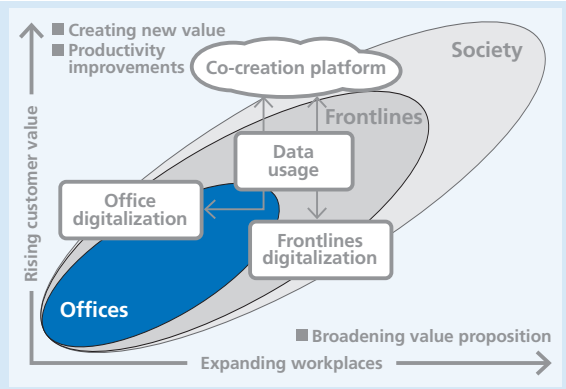 Creating new value
Productivity
improvements
Co-creation platform
Society
Frontlines
Data
usage
Office
digitalization
Frontlines
digitalization
Offices
Rising customer value
Broadening value proposition
Expanding workplaces